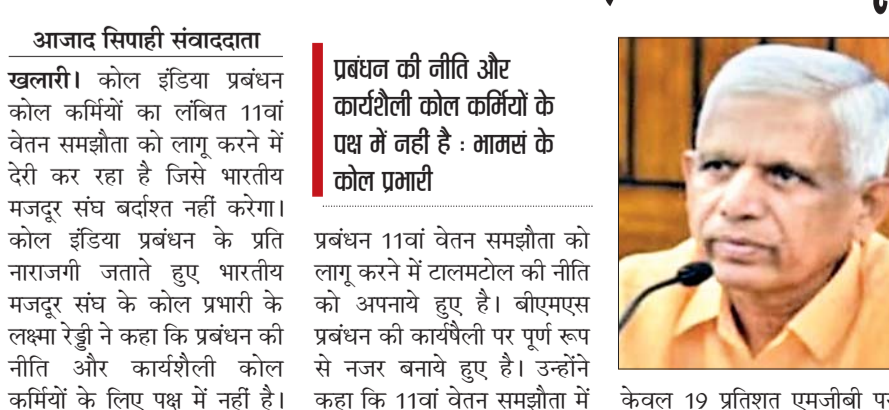 आजाद सिपाही संवाददाता
खलारी। कोल इंडिया प्रबंधन
कोल कर्मियों का लंबित 11वां
वेतन समझौता को लागू करने में
देरी कर रहा है जिसे भारतीय
मजदूर संघ बर्दाश्त नहीं करेगा।
कोल इंडिया प्रबंधन के प्रति
नाराजगी जताते हुए भारतीय
मजदूर संघ के कोल प्रभारी के
लक्ष्मा रेड्डी ने कहा कि प्रबंधन की
नीति और कार्यशैली कोल
कर्मियों के लिए पक्ष में नहीं है।
प्रबंधन की नीति और
कार्यशैली कोल कर्मियों के
पक्ष में नही है : भामसं के
कोल प्रभारी
प्रबंधन 11वां वेतन समझौता को
लागू करने में टालमटोल की नीति
को अपनाये हुए है। बीएमएस
प्रबंधन की कार्यषैली पर पूर्ण रूप
से नजर बनाये हुए है। उन्होंने
कहा कि 11वां वेतन समझौता में
केवल 19 प्रतिशत एमजीबी पर